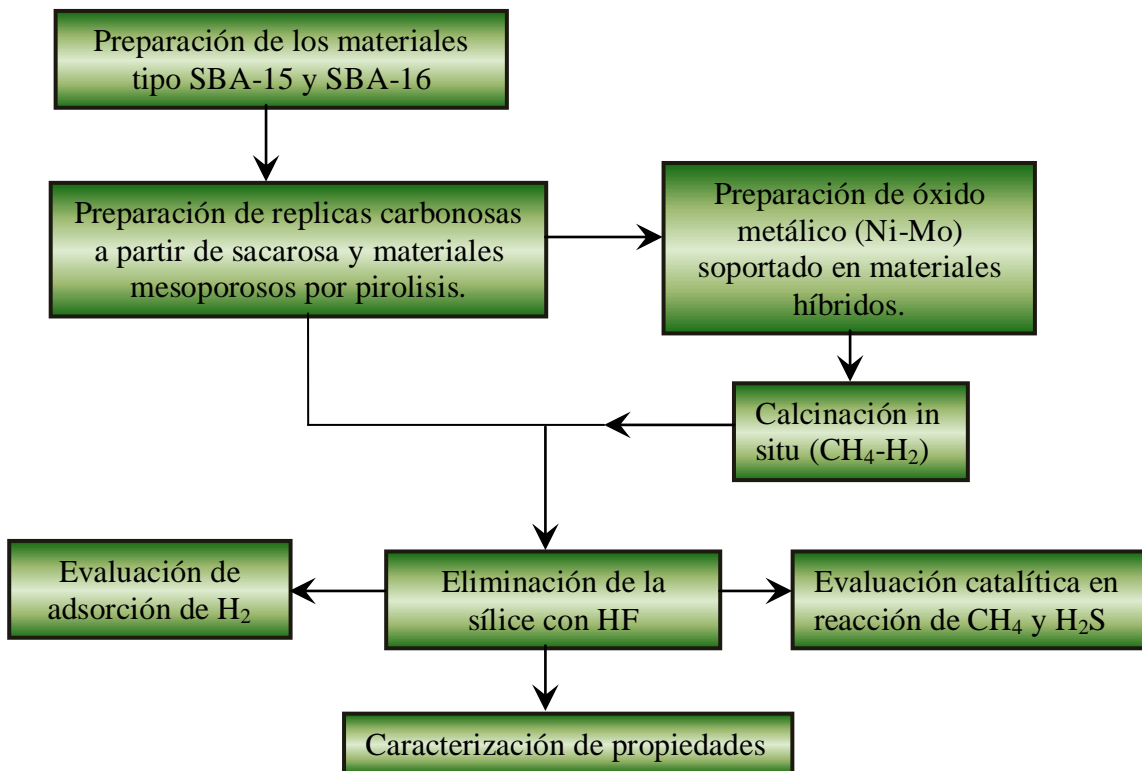 Preparación de los materiales
tipo SBA-15 y SBA-16
Preparación de replicas carbonosas
a partir de sacarosa y materiales
mesoporosos por pirolisis.
Preparación de óxido
metálico (Ni-Mo)
soportado en materiales
híbridos.
Calcinación in
situ (CH₄-H₂)
Evaluación de
adsorción de H₂
Eliminación de la
sílice con HF
Evaluación catalítica en
reacción de CH₄ y H₂S
Caracterización de propiedades